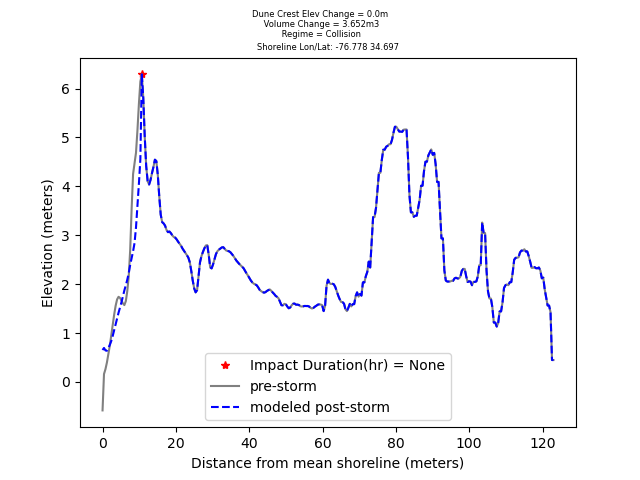 Dune Crest Elev Change = 0.0m
Volume Change = 3.652m3
Regime = Collision
Shoreline Lon/Lat: -76.778 34.697
6
5
4
3
2
1
0
Elevation (meters)
Impact Duration(hr) = None
pre-storm
modeled post-storm
0 20 40 60 80 100 120
Distance from mean shoreline (meters)